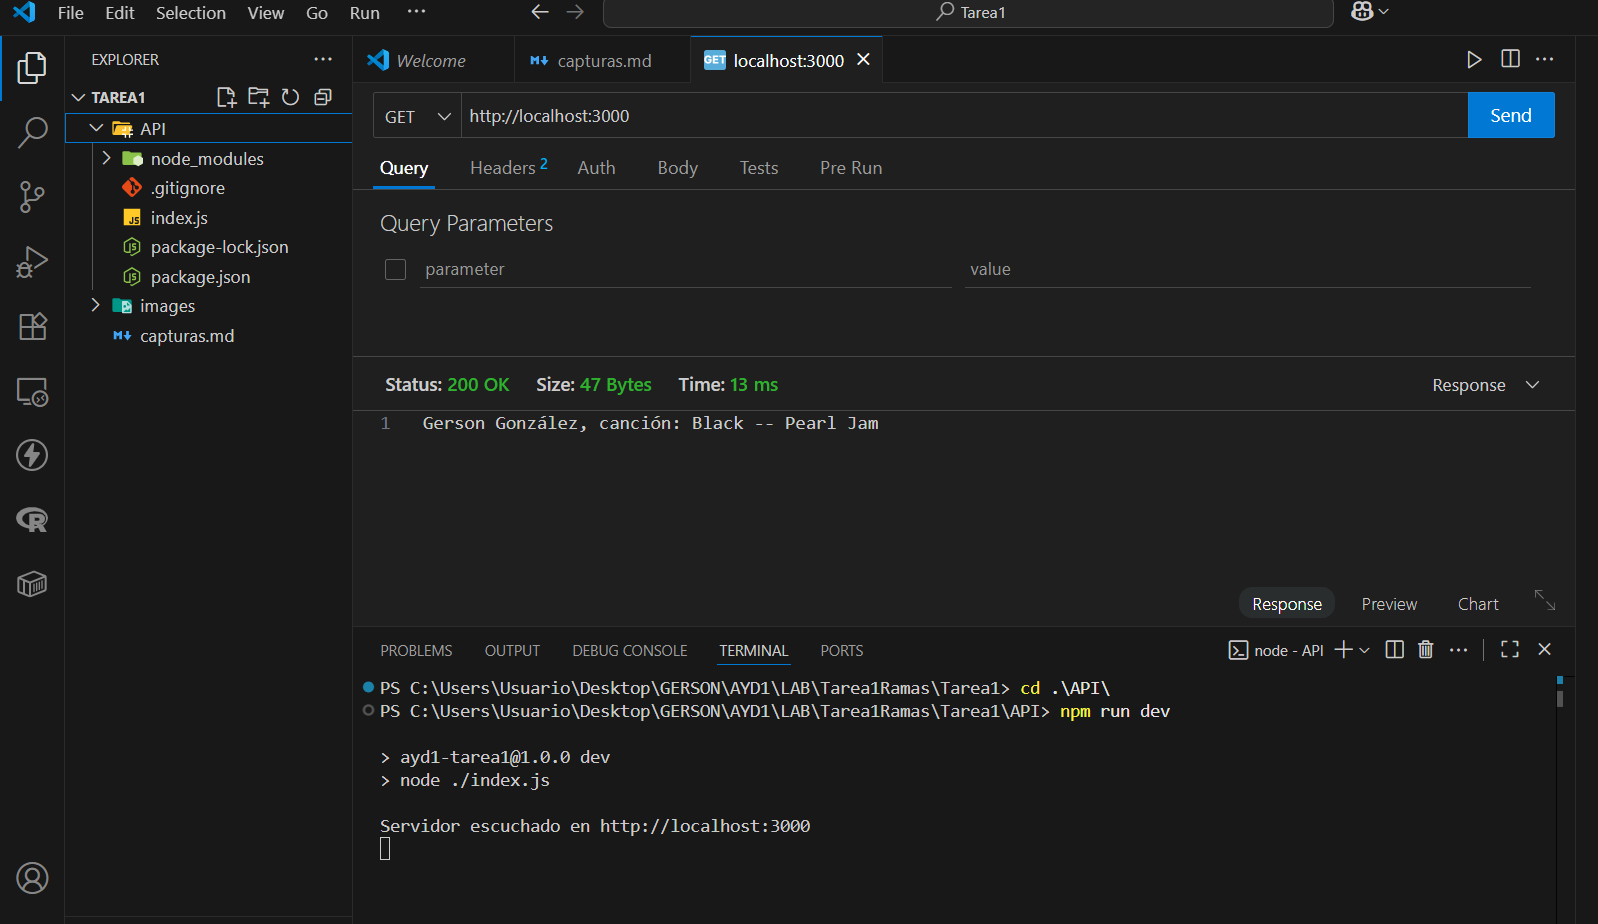 File Edit Selection View Go Run ···
Tarea1
EXPLORER ···
TAREA1
API
node_modules
.gitignore
JS index.js
package-lock.json
package.json
images
capturas.md
Welcome
capturas.md
GET localhost:3000
GET http://localhost:3000 Send
Query Headers 2 Auth Body Tests Pre Run
Query Parameters
parameter value
Status: 200 OK Size: 47 Bytes Time: 13 ms Response
1 Gerson González, canción: Black -- Pearl Jam
Response Preview Chart
PROBLEMS OUTPUT DEBUG CONSOLE TERMINAL PORTS node - API
PS C:\Users\Usuario\Desktop\GERSON\AYD1\LAB\Tarea1Ramas\Tarea1> cd .\API\
PS C:\Users\Usuario\Desktop\GERSON\AYD1\LAB\Tarea1Ramas\Tarea1\API> npm run dev
> ayd1-tarea1@1.0.0 dev
> node ./index.js
Servidor escuchado en http://localhost:3000